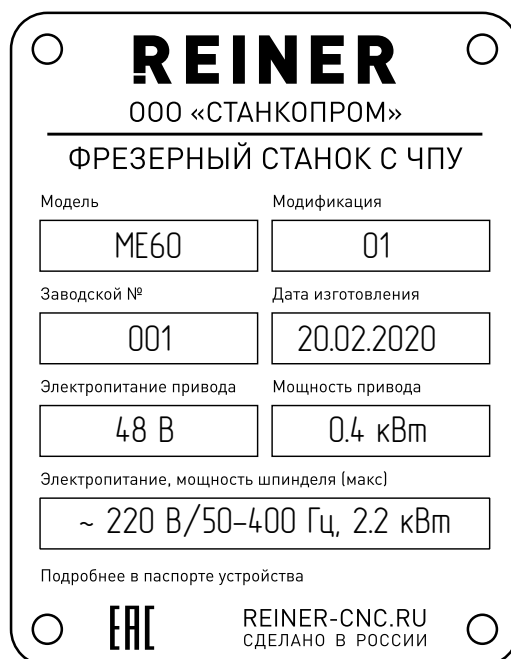 REINER
ООО «СТАНКОПРОМ»
ФРЕЗЕРНЫЙ СТАНОК С ЧПУ
Модель Модификация
МЕ60 01
Заводской № Дата изготовления
001 20.02.2020
Электропитание привода Мощность привода
48 В 0.4 кВт
Электропитание, мощность шпинделя (макс)
~ 220 В/50–400 Гц, 2.2 кВт
Подробнее в паспорте устройства
ЕАС REINER-CNC.RU
СДЕЛАНО В РОССИИ